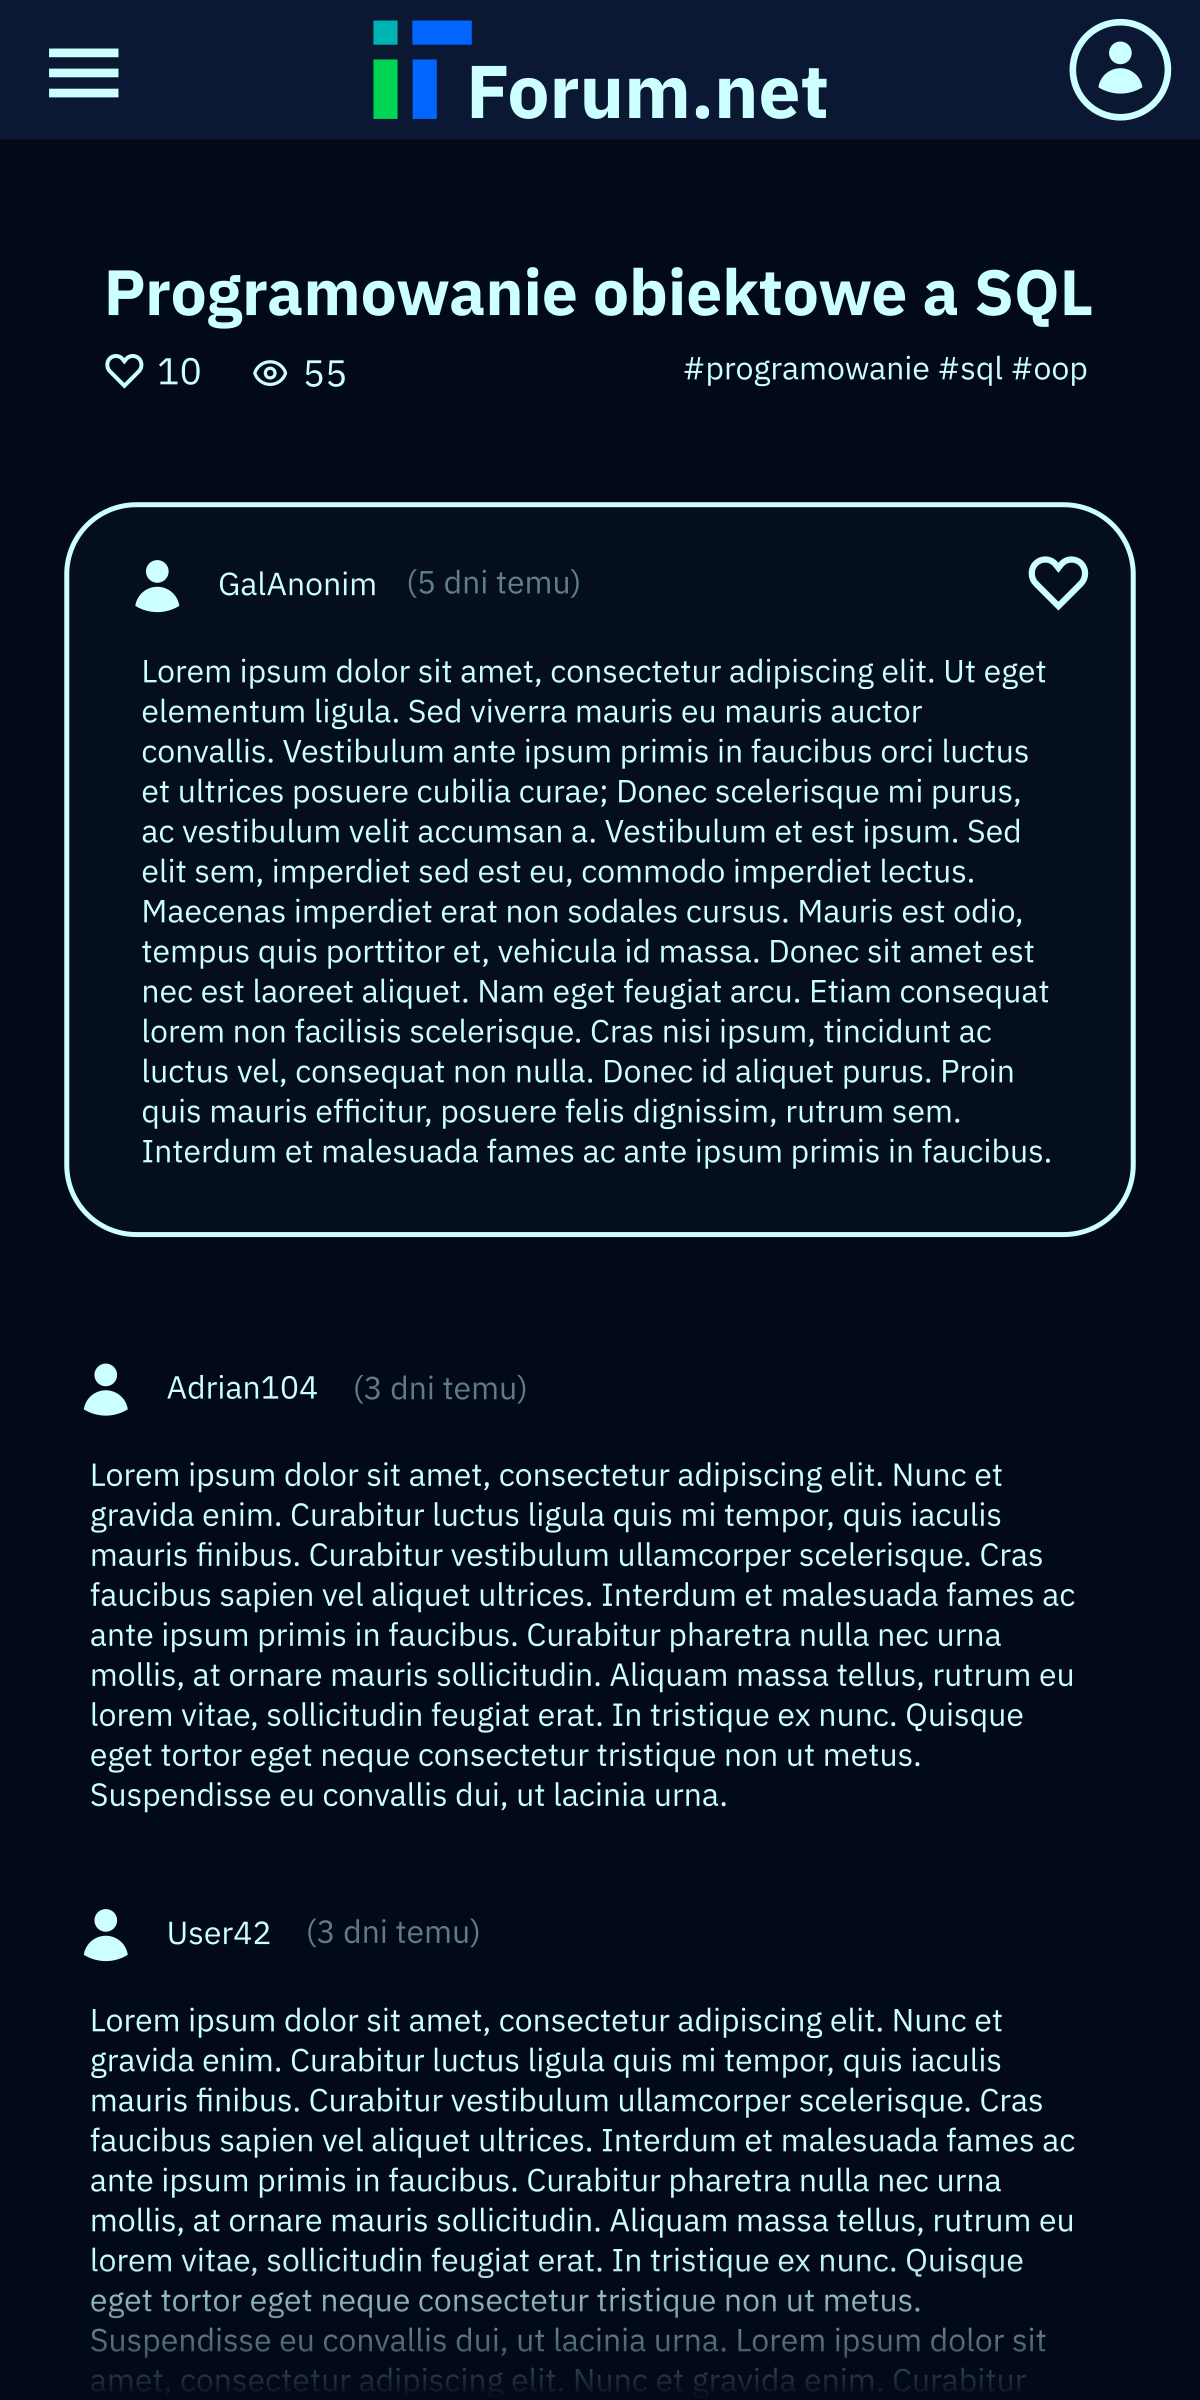 iT Forum.net
Programowanie obiektowe a SQL
10 55 #programowanie #sql #oop
GalAnonim (5 dni temu)
Lorem ipsum dolor sit amet, consectetur adipiscing elit. Ut eget
elementum ligula. Sed viverra mauris eu mauris auctor
convallis. Vestibulum ante ipsum primis in faucibus orci luctus
et ultrices posuere cubilia curae; Donec scelerisque mi purus,
ac vestibulum velit accumsan a. Vestibulum et est ipsum. Sed
elit sem, imperdiet sed est eu, commodo imperdiet lectus.
Maecenas imperdiet erat non sodales cursus. Mauris est odio,
tempus quis porttitor et, vehicula id massa. Donec sit amet est
nec est laoreet aliquet. Nam eget feugiat arcu. Etiam consequat
lorem non facilisis scelerisque. Cras nisi ipsum, tincidunt ac
luctus vel, consequat non nulla. Donec id aliquet purus. Proin
quis mauris efficitur, posuere felis dignissim, rutrum sem.
Interdum et malesuada fames ac ante ipsum primis in faucibus.
Adrian104 (3 dni temu)
Lorem ipsum dolor sit amet, consectetur adipiscing elit. Nunc et
gravida enim. Curabitur luctus ligula quis mi tempor, quis iaculis
mauris finibus. Curabitur vestibulum ullamcorper scelerisque. Cras
faucibus sapien vel aliquet ultrices. Interdum et malesuada fames ac
ante ipsum primis in faucibus. Curabitur pharetra nulla nec urna
mollis, at ornare mauris sollicitudin. Aliquam massa tellus, rutrum eu
lorem vitae, sollicitudin feugiat erat. In tristique ex nunc. Quisque
eget tortor eget neque consectetur tristique non ut metus.
Suspendisse eu convallis dui, ut lacinia urna.
User42 (3 dni temu)
Lorem ipsum dolor sit amet, consectetur adipiscing elit. Nunc et
gravida enim. Curabitur luctus ligula quis mi tempor, quis iaculis
mauris finibus. Curabitur vestibulum ullamcorper scelerisque. Cras
faucibus sapien vel aliquet ultrices. Interdum et malesuada fames ac
ante ipsum primis in faucibus. Curabitur pharetra nulla nec urna
mollis, at ornare mauris sollicitudin. Aliquam massa tellus, rutrum eu
lorem vitae, sollicitudin feugiat erat. In tristique ex nunc. Quisque
eget tortor eget neque consectetur tristique non ut metus.
Suspendisse eu convallis dui, ut lacinia urna. Lorem ipsum dolor sit
amet, consectetur adipiscing elit. Nunc et gravida enim. Curabitur